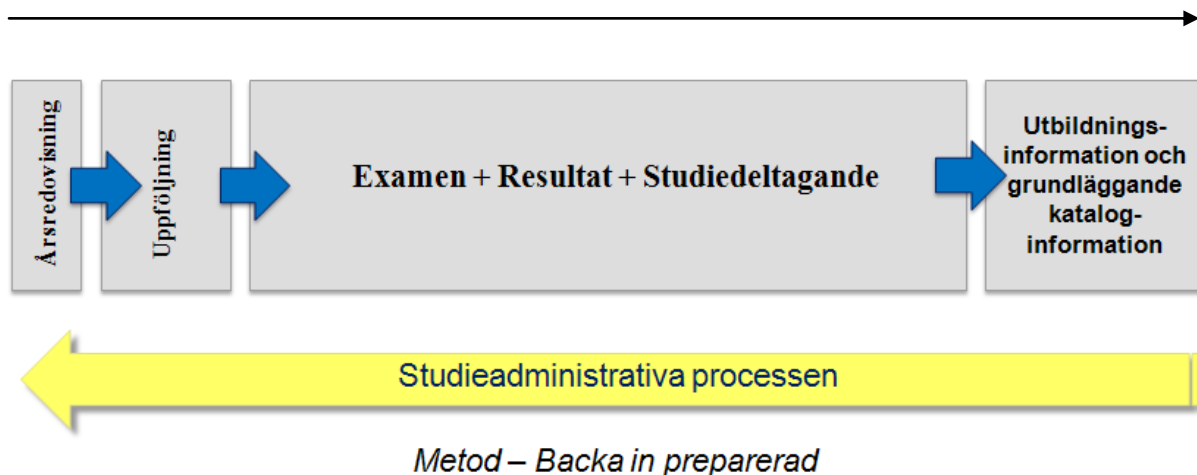 Årsredovisning
Uppföljning
Examen + Resultat + Studiedeltagande
Utbildnings-
information och
grundläggande
katalog-
information
Studieadministrativa processen
Metod – Backa in preparerad